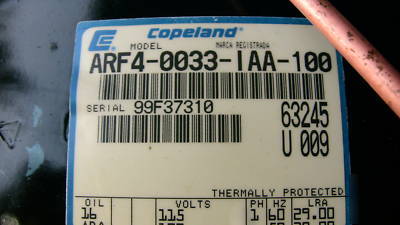 Copeland®
MODEL MARCA REGISTRADA
ARF4-0033-IAA-100
SERIAL 99F37310
63245
U 009
THERMALLY PROTECTED
OIL VOLTS PH HZ LRA
16 115 1 60 29.00